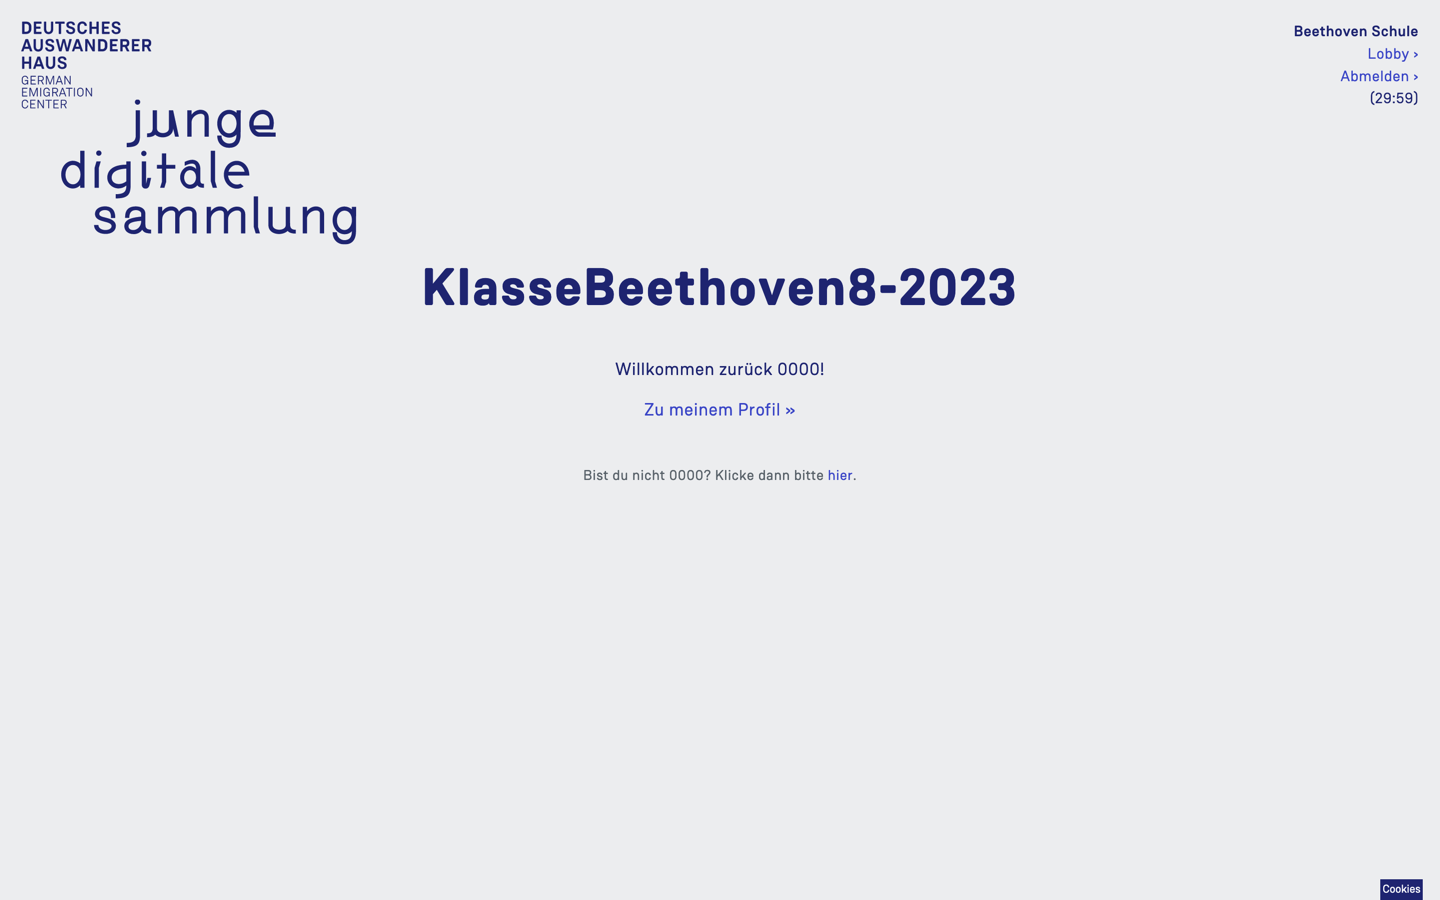 DEUTSCHES
AUSWANDERER
HAUS
GERMAN
EMIGRATION
CENTER
junge
digitale
sammlung
Beethoven Schule
Lobby ›
Abmelden ›
(29:59)
KlasseBeethoven8-2023
Willkommen zurück 0000!
Zu meinem Profil »
Bist du nicht 0000? Klicke dann bitte hier.
Cookies